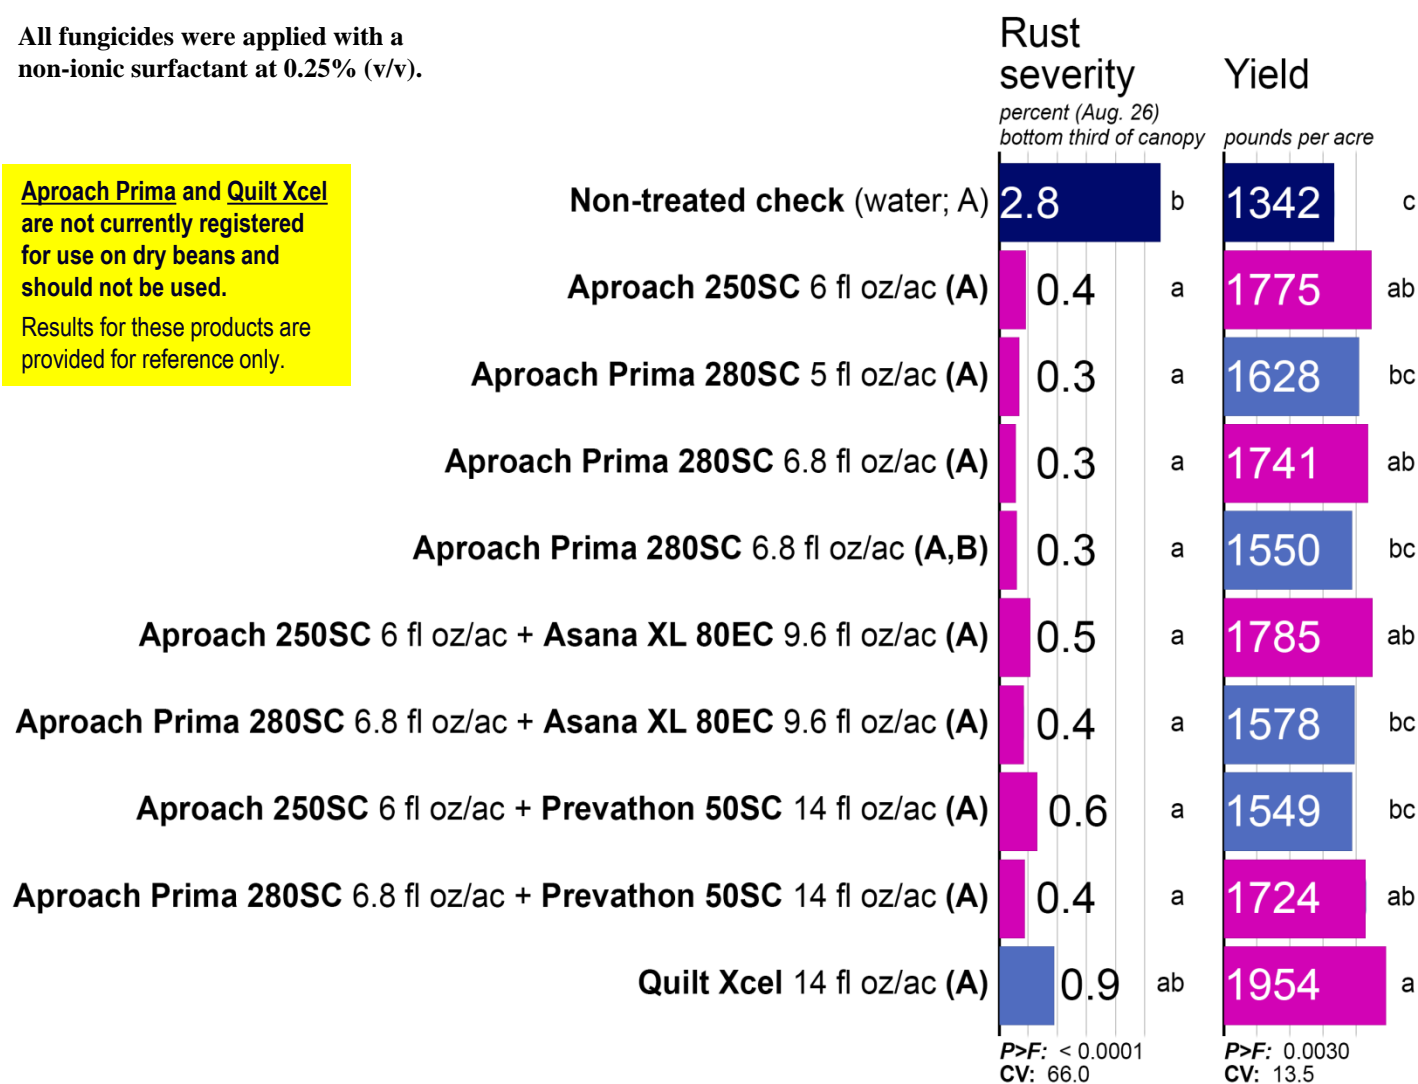 All fungicides were applied with a
non-ionic surfactant at 0.25% (v/v).
Aproach Prima and Quilt Xcel
are not currently registered
for use on dry beans and
should not be used.
Results for these products are
provided for reference only.
Rust
severity
percent (Aug. 26)
bottom third of canopy
Yield
pounds per acre
Non-treated check (water; A) 2.8 b 1342 c
Aproach 250SC 6 fl oz/ac (A) 0.4 a 1775 ab
Aproach Prima 280SC 5 fl oz/ac (A) 0.3 a 1628 bc
Aproach Prima 280SC 6.8 fl oz/ac (A) 0.3 a 1741 ab
Aproach Prima 280SC 6.8 fl oz/ac (A,B) 0.3 a 1550 bc
Aproach 250SC 6 fl oz/ac + Asana XL 80EC 9.6 fl oz/ac (A) 0.5 a 1785 ab
Aproach Prima 280SC 6.8 fl oz/ac + Asana XL 80EC 9.6 fl oz/ac (A) 0.4 a 1578 bc
Aproach 250SC 6 fl oz/ac + Prevathon 50SC 14 fl oz/ac (A) 0.6 a 1549 bc
Aproach Prima 280SC 6.8 fl oz/ac + Prevathon 50SC 14 fl oz/ac (A) 0.4 a 1724 ab
Quilt Xcel 14 fl oz/ac (A) 0.9 ab 1954 a
P>F: < 0.0001 P>F: 0.0030
CV: 66.0 CV: 13.5